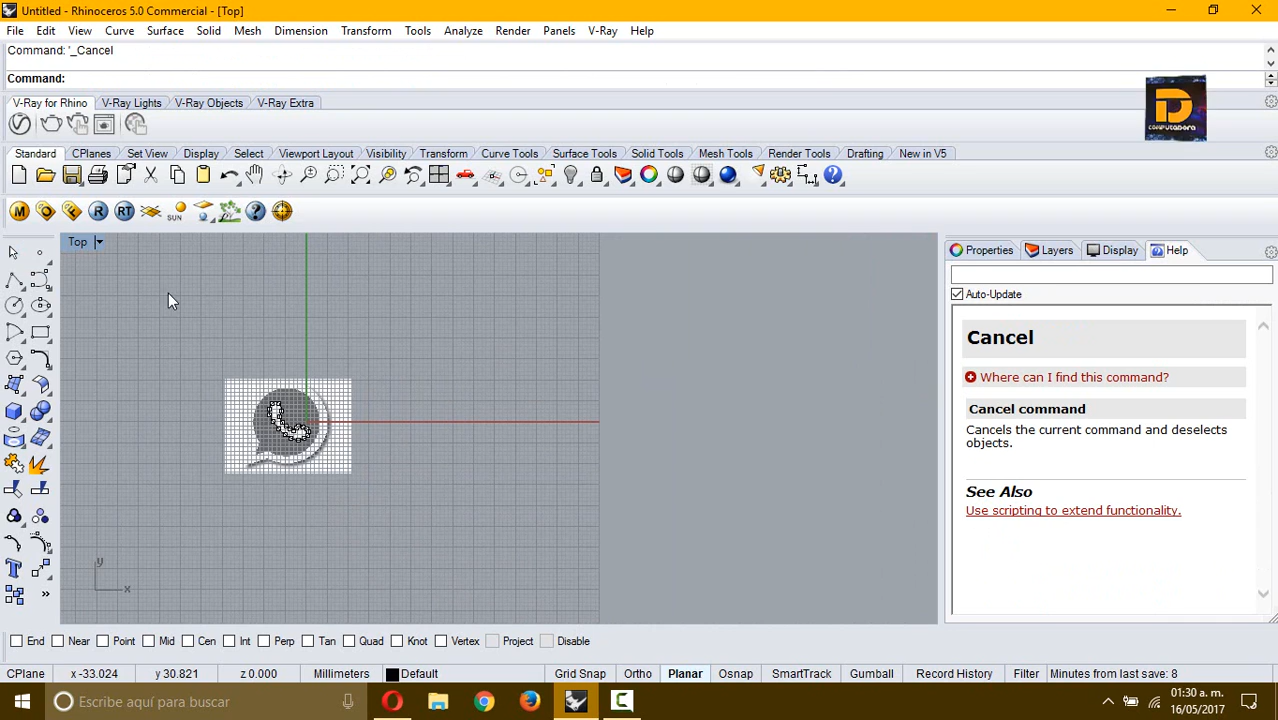 Untitled - Rhinoceros 5.0 Commercial - [Top]
File Edit View Curve Surface Solid Mesh Dimension Transform Tools Analyze Render Panels V-Ray Help
Command: '_Cancel
Command:
V-Ray for Rhino V-Ray Lights V-Ray Objects V-Ray Extra
COMPUTADORA
Standard CPlanes Set View Display Select Viewport Layout Visibility Transform Curve Tools Surface Tools Solid Tools Mesh Tools Render Tools Drafting New in V5
M O F R RT SUN
Top
Properties Layers Display Help
Auto-Update
Cancel
Where can I find this command?
Cancel command
Cancels the current command and deselects
objects.
See Also
Use scripting to extend functionality.
y
x
End Near Point Mid Cen Int Perp Tan Quad Knot Vertex Project Disable
CPlane x -33.024 y 30.821 z 0.000 Millimeters Default Grid Snap Ortho Planar Osnap SmartTrack Gumball Record History Filter Minutes from last save: 8
Escribe aquí para buscar
01:30 a. m.
16/05/2017